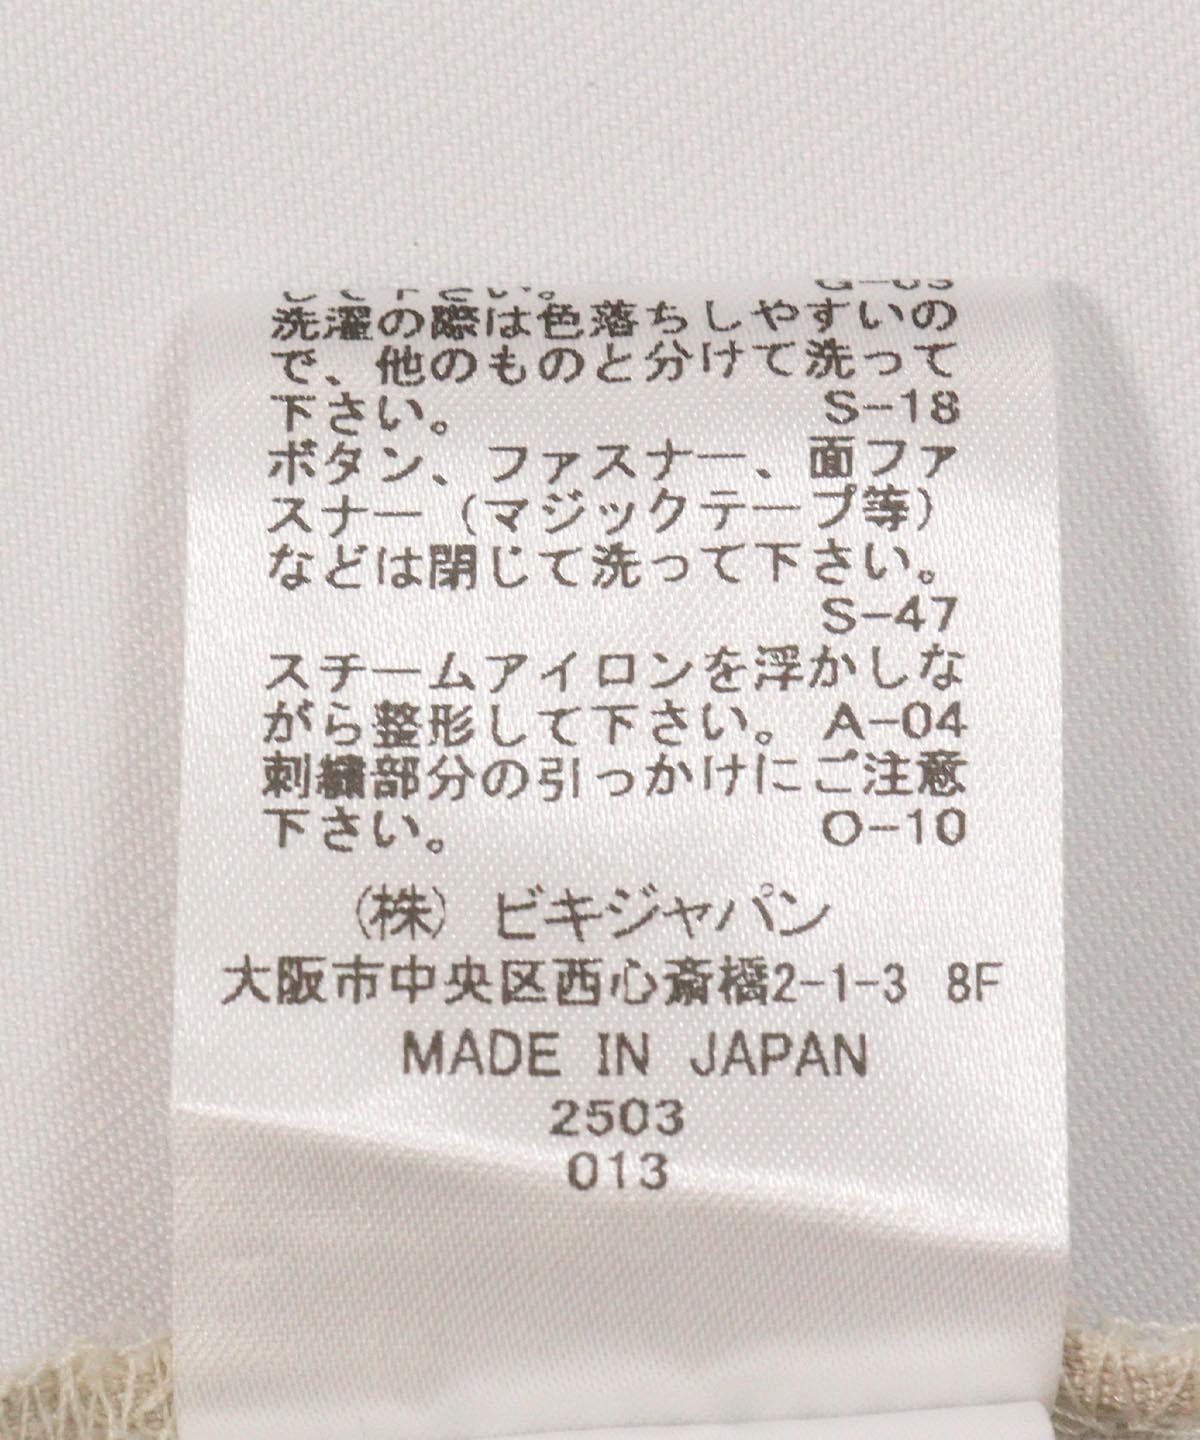 して下さい。 G-03
洗濯の際は色落ちしやすいの
で、他のものと分けて洗って
下さい。 S-18
ボタン、ファスナー、面ファ
スナー（マジックテープ等）
などは閉じて洗って下さい。
S-47
スチームアイロンを浮かしな
がら整形して下さい。 A-04
刺繍部分の引っかけにご注意
下さい。 O-10
（株） ビキジャパン
大阪市中央区西心斎橋2-1-3 8F
MADE IN JAPAN
2503
013